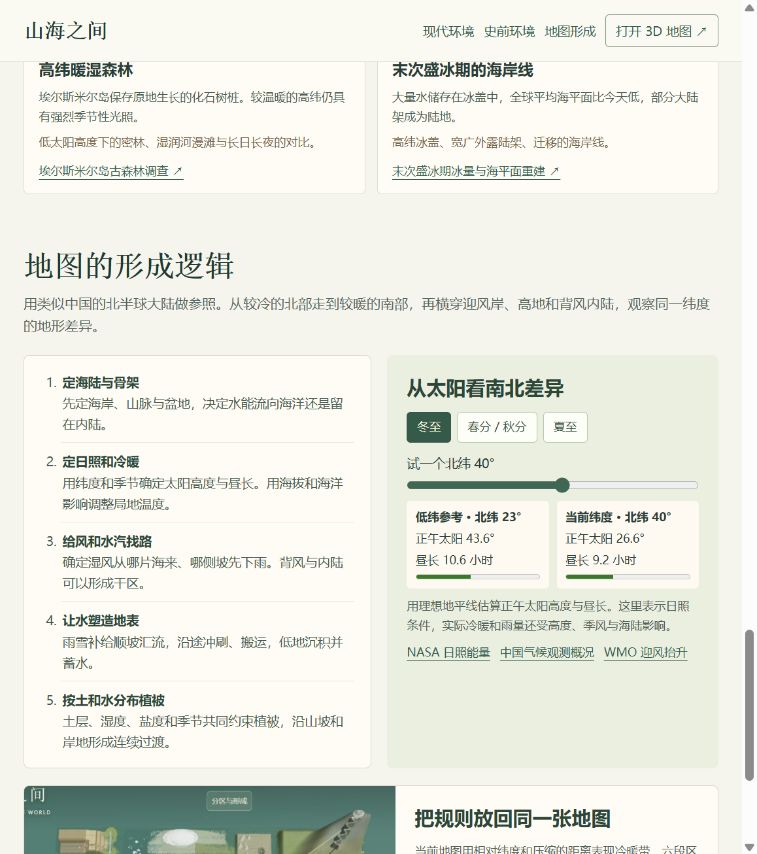 山海之间
现代环境 史前环境 地图形成 打开 3D 地图 ↗
高纬暖湿森林
埃尔斯米尔岛保存原地生长的化石树桩。较温暖的高纬仍具
有强烈季节性光照。
低太阳高度下的密林、湿润河漫滩与长日长夜的对比。
埃尔斯米尔岛古森林调查 ↗
末次盛冰期的海岸线
大量水储存在冰盖中，全球平均海平面比今天低，部分大陆
架成为陆地。
高纬冰盖、宽广外露陆架、迁移的海岸线。
末次盛冰期冰量与海平面重建 ↗
地图的形成逻辑
用类似中国的北半球大陆做参照。从较冷的北部走到较暖的南部，再横穿迎风岸、高地和背风内陆，观察同一纬度
的地形差异。
1. 定海陆与骨架
先定海岸、山脉与盆地，决定水能流向海洋还是留
在内陆。
2. 定日照和冷暖
用纬度和季节确定太阳高度与昼长。用海拔和海洋
影响调整局地温度。
3. 给风和水汽找路
确定湿风从哪片海来、哪侧坡先下雨。背风与内陆
可以形成干区。
4. 让水塑造地表
雨雪补给顺坡汇流，沿途冲刷、搬运，低地沉积并
蓄水。
5. 按土和水分布植被
土层、湿度、盐度和季节共同约束植被，沿山坡和
岸地形成连续过渡。
从太阳看南北差异
冬至 春分 / 秋分 夏至
试一个北纬 40°
低纬参考・北纬 23°
正午太阳 43.6°
昼长 10.6 小时
当前纬度・北纬 40°
正午太阳 26.6°
昼长 9.2 小时
用理想地平线估算正午太阳高度与昼长。这里表示日照
条件，实际冷暖和雨量还受高度、季风与海陆影响。
NASA 日照能量 中国气候观测概况 WMO 迎风抬升
间
WORLD
分区与形成
把规则放回同一张地图
当前地图用相对纬度和压缩的距离表现冷暖带，六段区